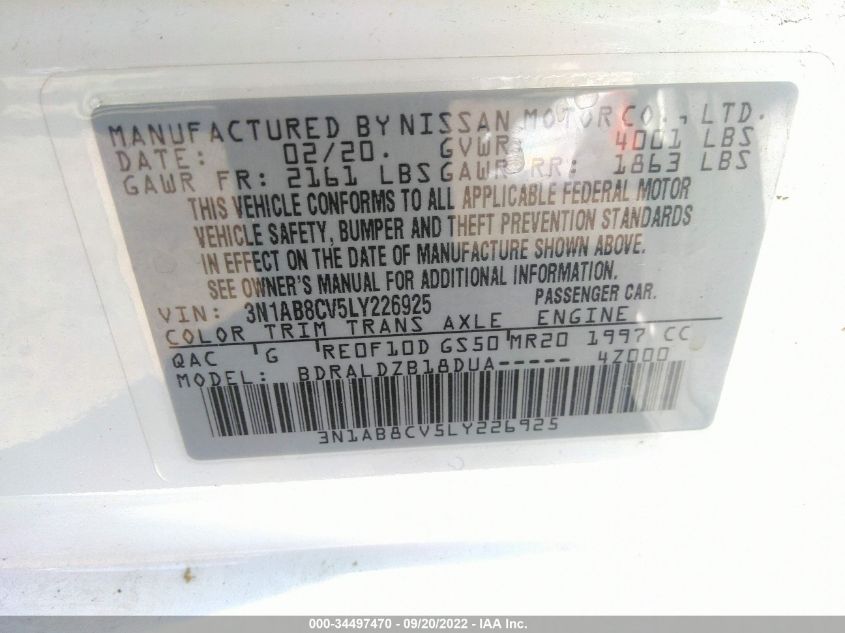 MANUFACTURED BY NISSAN MOTOR CO., LTD.
DATE: 02/20. GVWR: 4001 LBS
GAWR FR: 2161 LBS GAWR RR: 1863 LBS
THIS VEHICLE CONFORMS TO ALL APPLICABLE FEDERAL MOTOR
VEHICLE SAFETY, BUMPER AND THEFT PREVENTION STANDARDS
IN EFFECT ON THE DATE OF MANUFACTURE SHOWN ABOVE.
SEE OWNER'S MANUAL FOR ADDITIONAL INFORMATION.
VIN: 3N1AB8CV5LY226925 PASSENGER CAR.
COLOR TRIM TRANS AXLE ENGINE
QAC G RE0F10D GS50 MR20 1997 CC
MODEL: BDRALDZB18DUA----- 4Z000
3N1AB8CV5LY226925
000-34497470 - 09/20/2022 - IAA Inc.